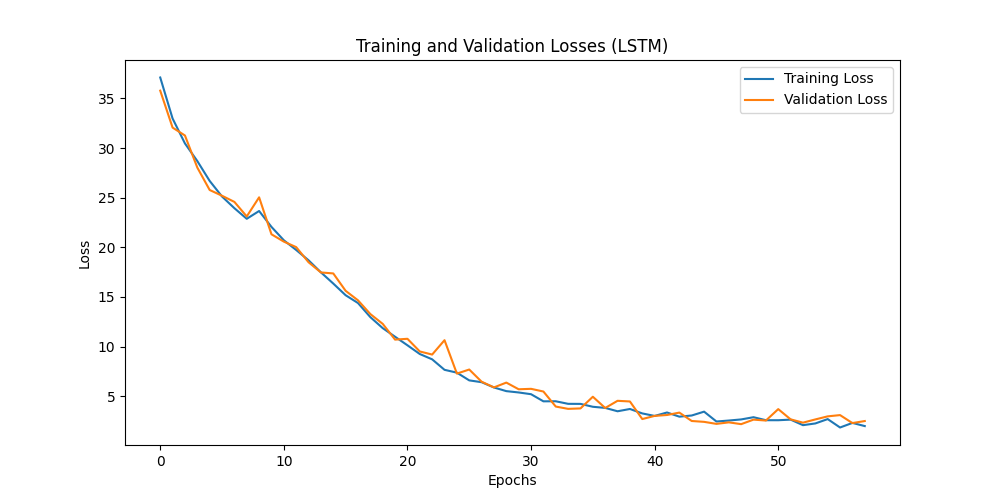 Training and Validation Losses (LSTM)
Training Loss
Validation Loss
Loss
35
30
25
20
15
10
5
0 10 20 30 40 50
Epochs